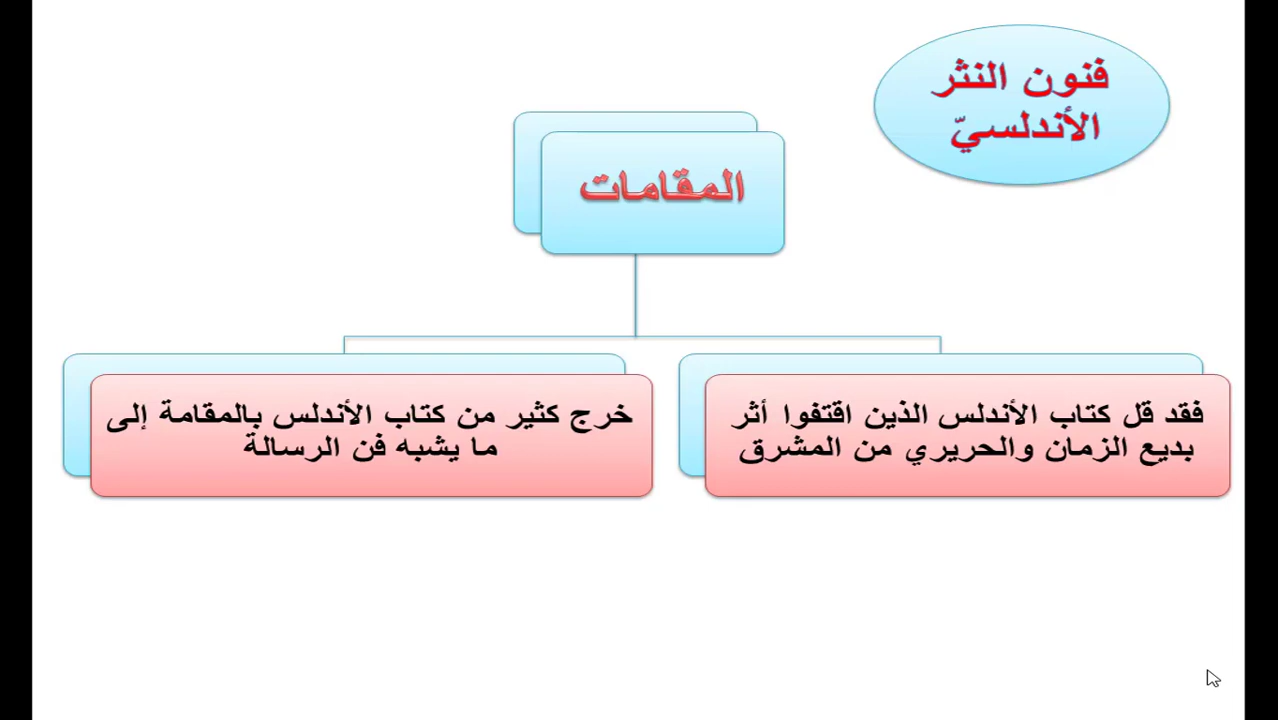 فنون النثر
الأندلسيّ
المقامات
فقد قل كتاب الأندلس الذين اقتفوا أثر
بديع الزمان والحريري من المشرق
خرج كثير من كتاب الأندلس بالمقامة إلى
ما يشبه فن الرسالة